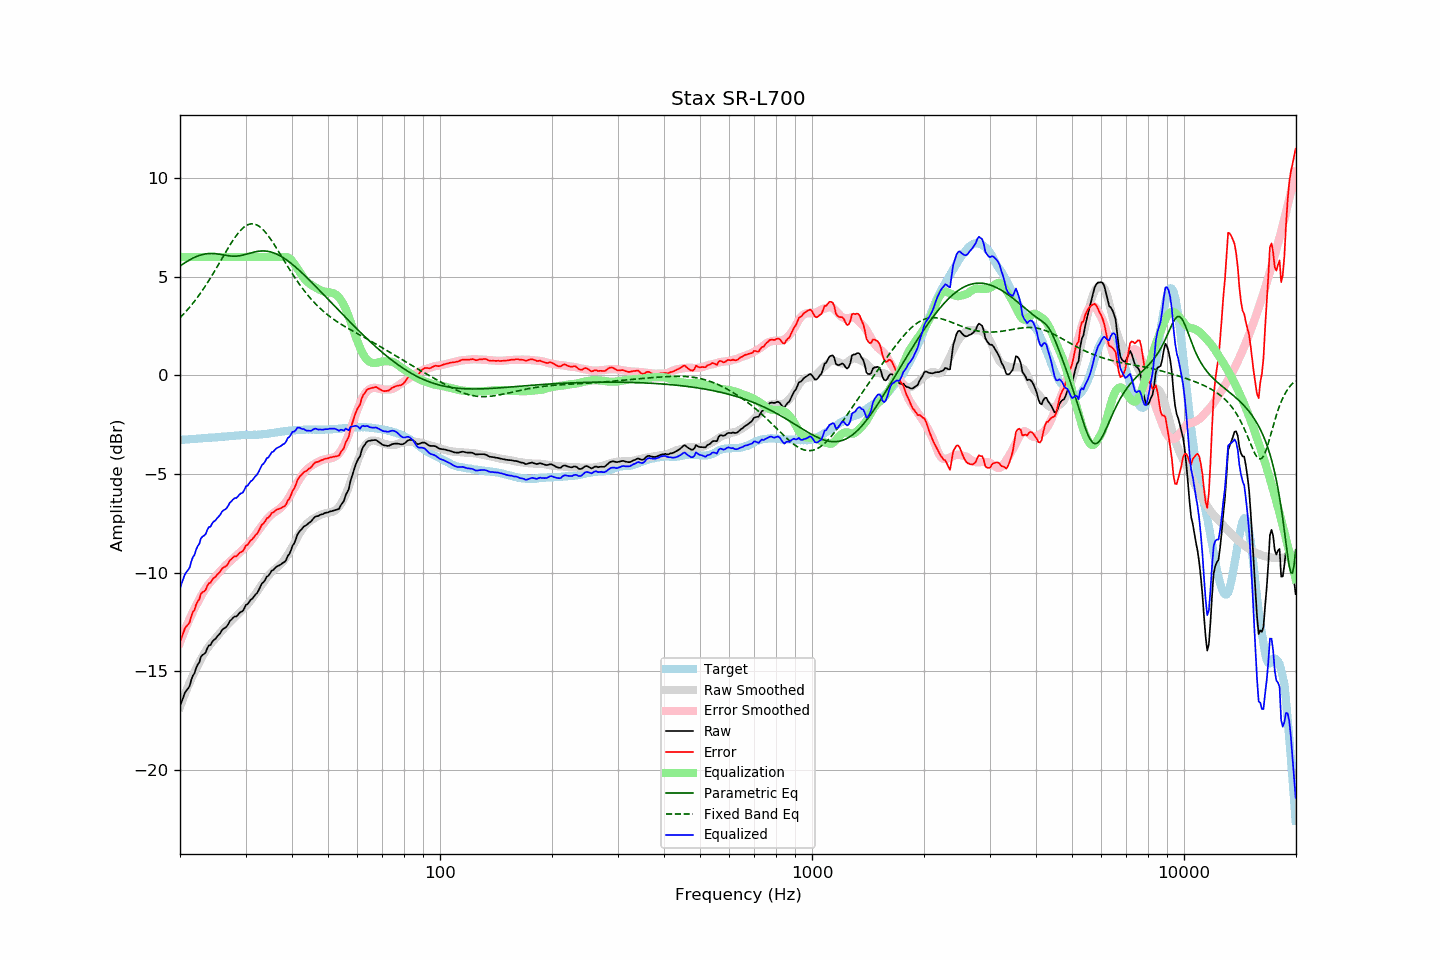 Stax SR-L700
Amplitude (dBr)
10
5
0
−5
−10
−15
−20
Target
Raw Smoothed
Error Smoothed
Raw
Error
Equalization
Parametric Eq
Fixed Band Eq
Equalized
100
1000
10000
Frequency (Hz)